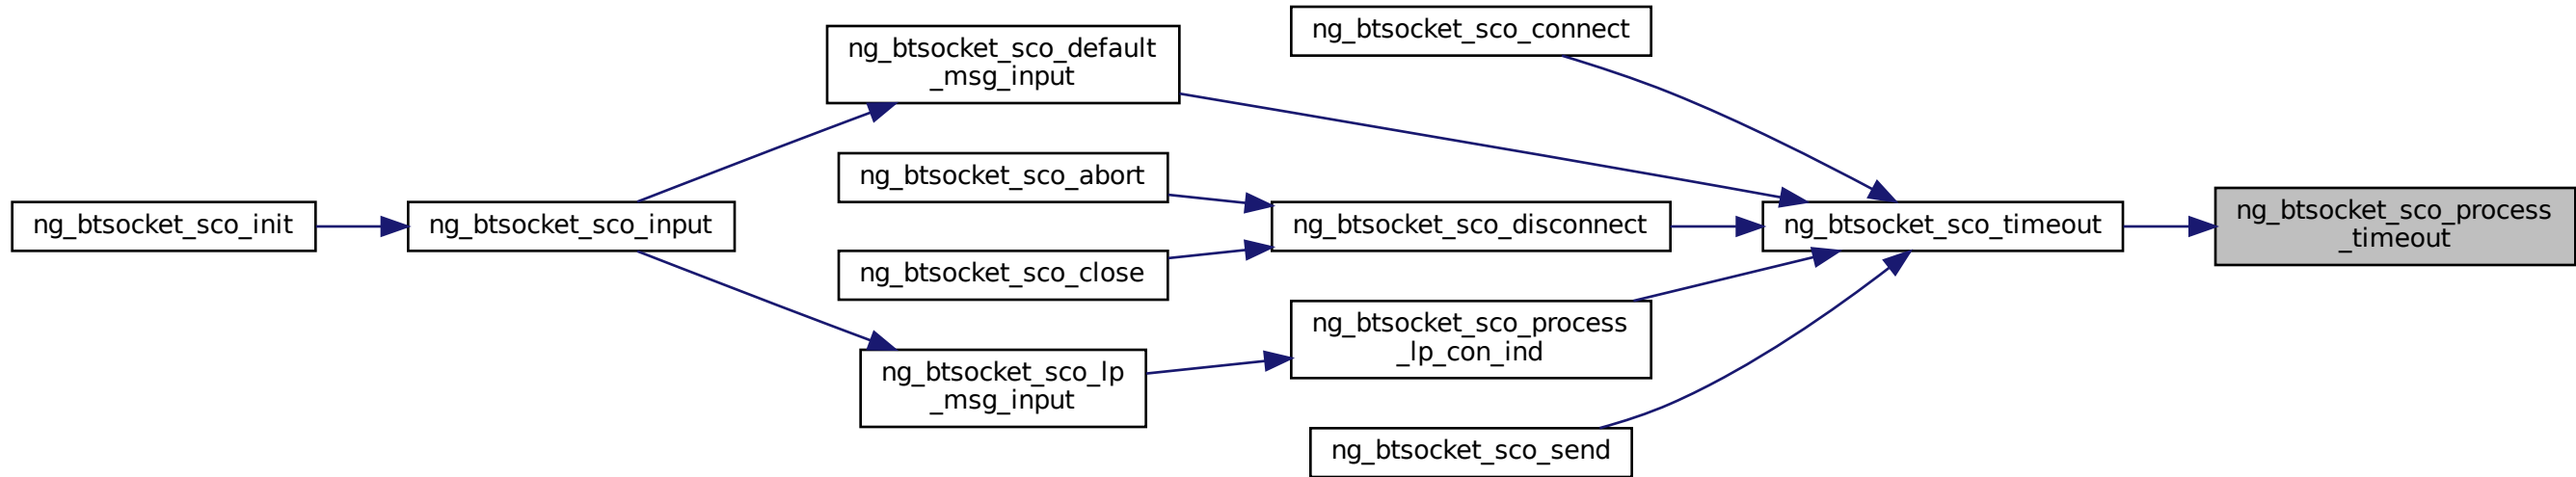 ng_btsocket_sco_init
ng_btsocket_sco_input
ng_btsocket_sco_default
_msg_input
ng_btsocket_sco_abort
ng_btsocket_sco_close
ng_btsocket_sco_lp
_msg_input
ng_btsocket_sco_connect
ng_btsocket_sco_disconnect
ng_btsocket_sco_process
_lp_con_ind
ng_btsocket_sco_send
ng_btsocket_sco_timeout
ng_btsocket_sco_process
_timeout